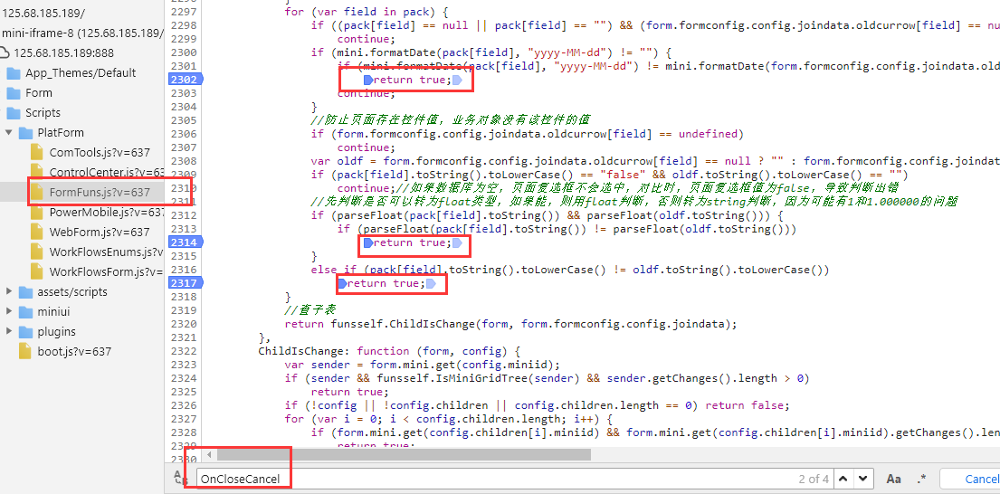 125.68.185.189/
mini-iframe-8 (125.68.185.189/
125.68.185.189:888
App_Themes/Default
Form
Scripts
PlatForm
ComTools.js?v=637
ControlCenter.js?v=637
FormFuns.js?v=637
PowerMobile.js?v=637
WebForm.js?v=637
WorkFlowsEnums.js?v
WorkFlowsForm.js?v=
assets/scripts
miniui
plugins
boot.js?v=637
2296 }
2297 for (var field in pack) {
2298 if ((pack[field] == null || pack[field] == "") && (form.formconfig.config.joindata.oldcurrow[field] == nu
2299 continue;
2300 if (mini.formatDate(pack[field], "yyyy-MM-dd") != "") {
2301 if (mini.formatDate(pack[field], "yyyy-MM-dd") != mini.formatDate(form.formconfig.config.joindata.old
2302 return true;
2303 continue;
2304 }
2305 //防止页面存在控件值，业务对象没有该控件的值
2306 if (form.formconfig.config.joindata.oldcurrow[field] == undefined)
2307 continue;
2308 var oldf = form.formconfig.config.joindata.oldcurrow[field] == null ? "" : form.formconfig.config.joindata
2309 if (pack[field].toString().toLowerCase() == "false" && oldf.toString().toLowerCase() == "")
2310 continue;//如果数据库为空，页面复选框不会选中，对比时，页面复选框值为false，导致判断出错
2311 //先判断是否可以转为float类型，如果能，则用float判断，否则转为string判断，因为可能有1和1.000000的问题
2312 if (parseFloat(pack[field].toString()) && parseFloat(oldf.toString())) {
2313 if (parseFloat(pack[field].toString()) != parseFloat(oldf.toString()))
2314 return true;
2315 }
2316 else if (pack[field].toString().toLowerCase() != oldf.toString().toLowerCase())
2317 return true;
2318 }
2319 //查子表
2320 return funsself.ChildIsChange(form, form.formconfig.config.joindata);
2321 },
2322 ChildIsChange: function (form, config) {
2323 var sender = form.mini.get(config.miniid);
2324 if (sender && funsself.IsMiniGridTree(sender) && sender.getChanges().length > 0)
2325 return true;
2326 if (!config || !config.children || config.children.length == 0) return false;
2327 for (var i = 0; i < config.children.length; i++) {
2328 if (form.mini.get(config.children[i].miniid) && form.mini.get(config.children[i].miniid).getChanges().len
2329 return true;
2330
OnCloseCancel 2 of 4 Aa .* Cancel